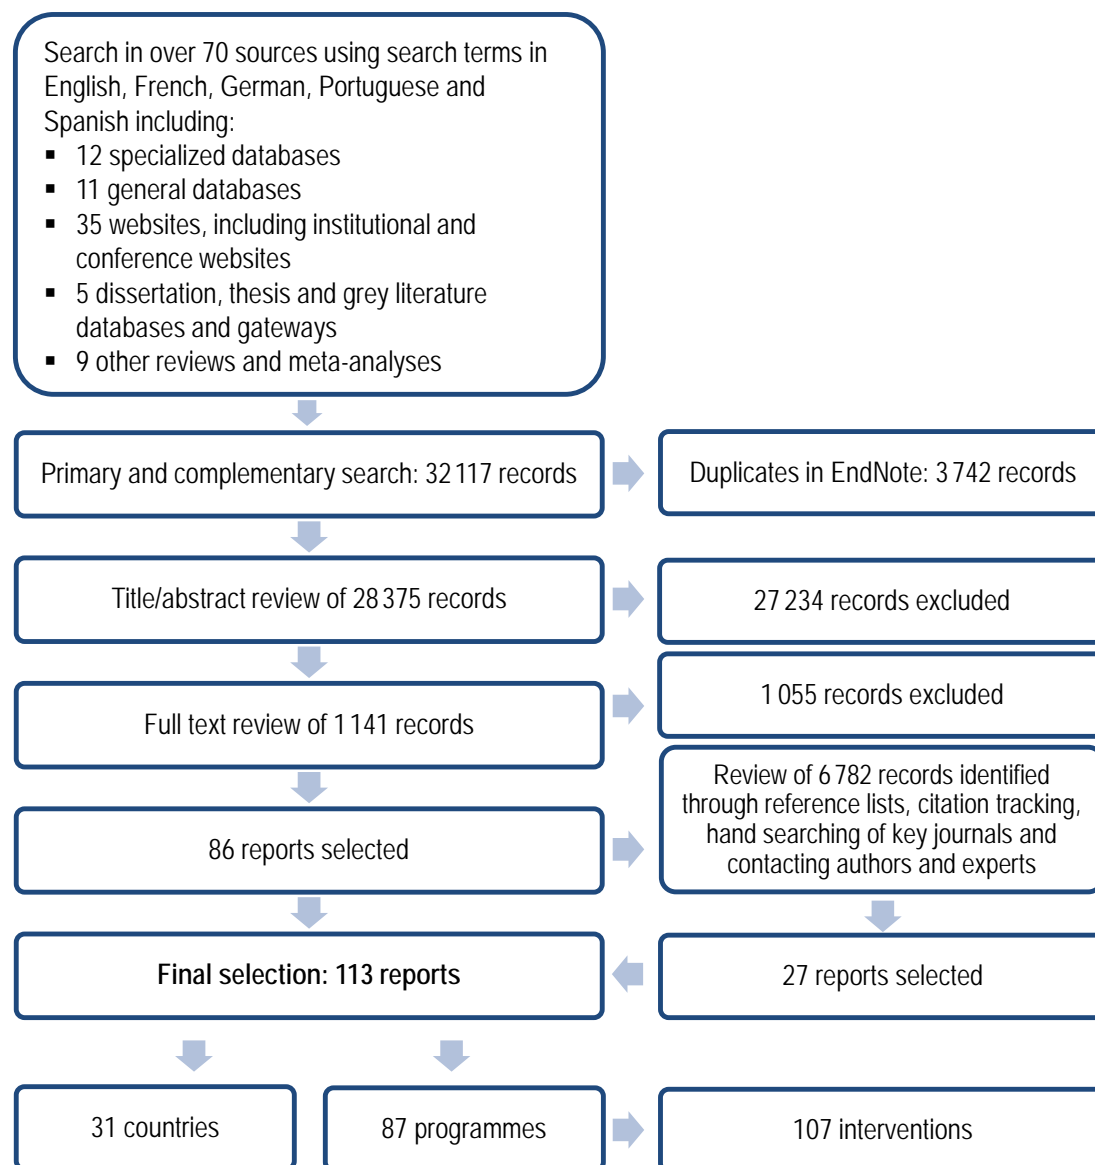 Search in over 70 sources using search terms in
English, French, German, Portuguese and
Spanish including:
▪ 12 specialized databases
▪ 11 general databases
▪ 35 websites, including institutional and
conference websites
▪ 5 dissertation, thesis and grey literature
databases and gateways
▪ 9 other reviews and meta-analyses
Primary and complementary search: 32 117 records
Duplicates in EndNote: 3 742 records
Title/abstract review of 28 375 records
27 234 records excluded
Full text review of 1 141 records
1 055 records excluded
86 reports selected
Review of 6 782 records identified
through reference lists, citation tracking,
hand searching of key journals and
contacting authors and experts
Final selection: 113 reports
27 reports selected
31 countries
87 programmes
107 interventions